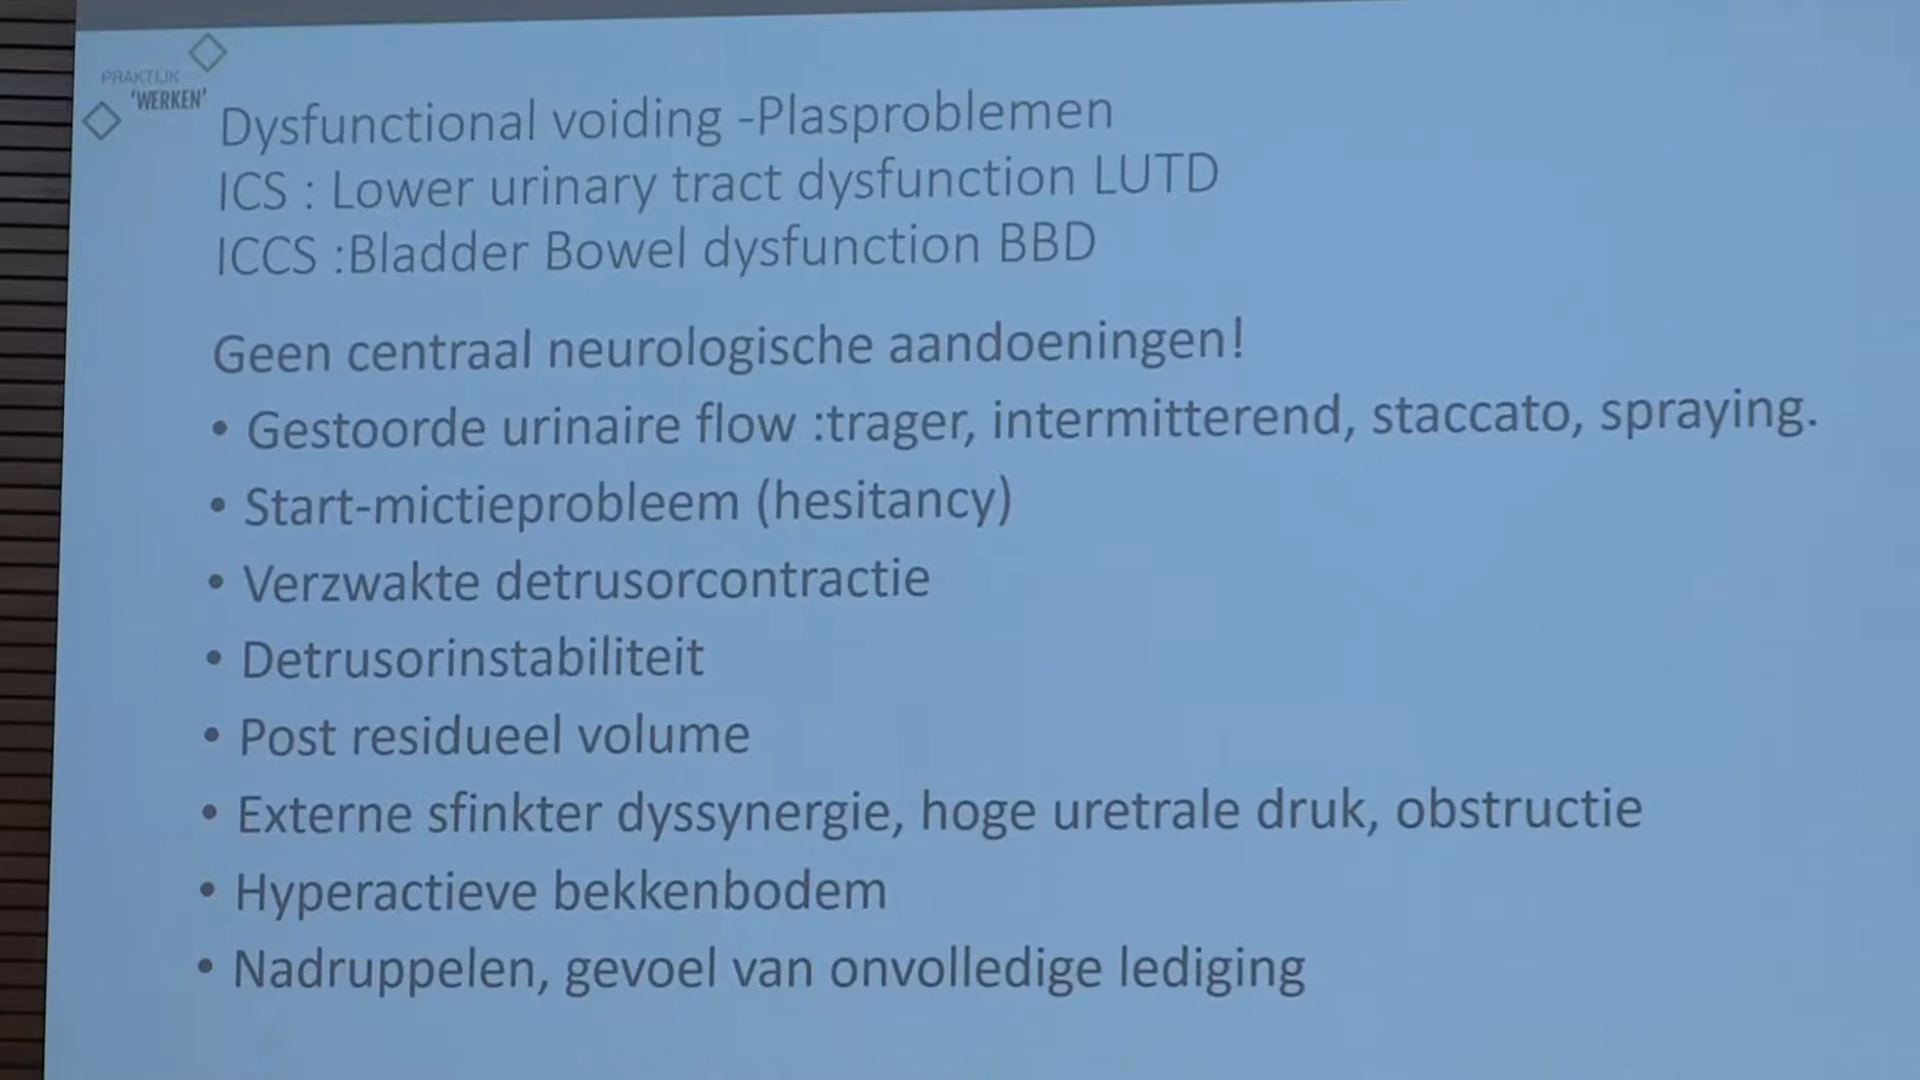 PRAKTIJK
'WERKEN'
Dysfunctional voiding -Plasproblemen
ICS : Lower urinary tract dysfunction LUTD
ICCS :Bladder Bowel dysfunction BBD
Geen centraal neurologische aandoeningen!
• Gestoorde urinaire flow :trager, intermitterend, staccato, spraying.
• Start-mictieprobleem (hesitancy)
• Verzwakte detrusorcontractie
• Detrusorinstabiliteit
• Post residueel volume
• Externe sfinkter dyssynergie, hoge uretrale druk, obstructie
• Hyperactieve bekkenbodem
• Nadruppelen, gevoel van onvolledige lediging